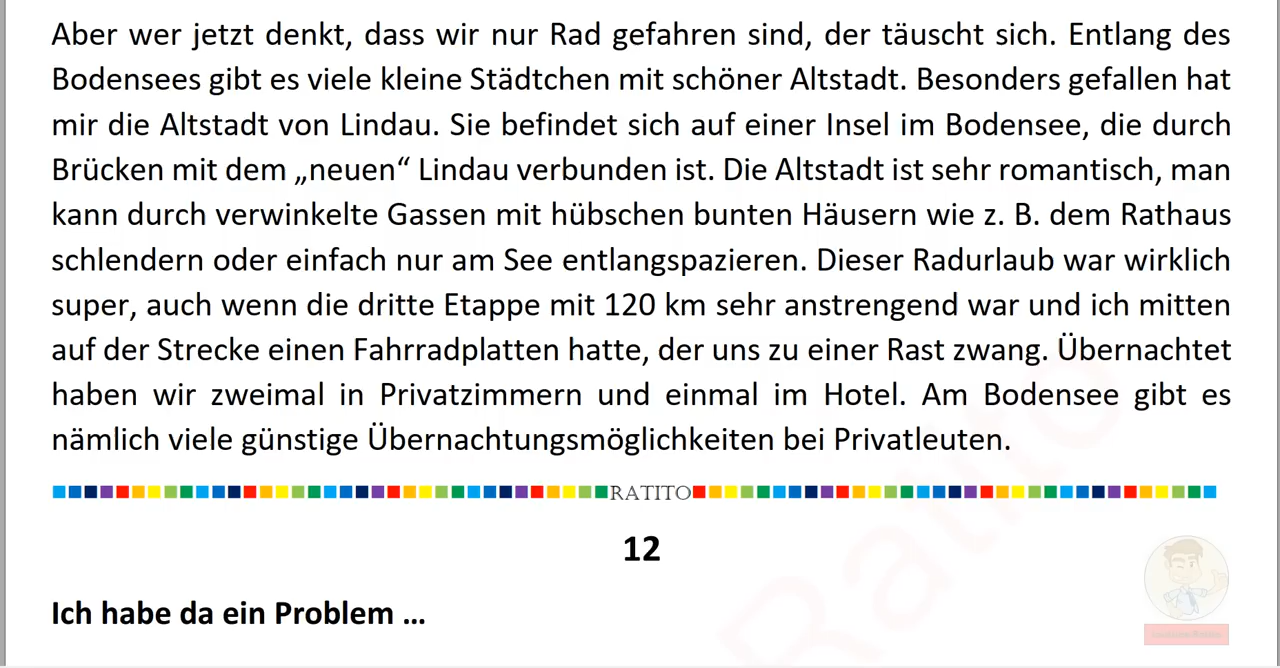 Aber wer jetzt denkt, dass wir nur Rad gefahren sind, der täuscht sich. Entlang des
Bodensees gibt es viele kleine Städtchen mit schöner Altstadt. Besonders gefallen hat
mir die Altstadt von Lindau. Sie befindet sich auf einer Insel im Bodensee, die durch
Brücken mit dem „neuen“ Lindau verbunden ist. Die Altstadt ist sehr romantisch, man
kann durch verwinkelte Gassen mit hübschen bunten Häusern wie z. B. dem Rathaus
schlendern oder einfach nur am See entlangspazieren. Dieser Radurlaub war wirklich
super, auch wenn die dritte Etappe mit 120 km sehr anstrengend war und ich mitten
auf der Strecke einen Fahrradplatten hatte, der uns zu einer Rast zwang. Übernachtet
haben wir zweimal in Privatzimmern und einmal im Hotel. Am Bodensee gibt es
nämlich viele günstige Übernachtungsmöglichkeiten bei Privatleuten.
RATITO
12
Ich habe da ein Problem ...
Ratito